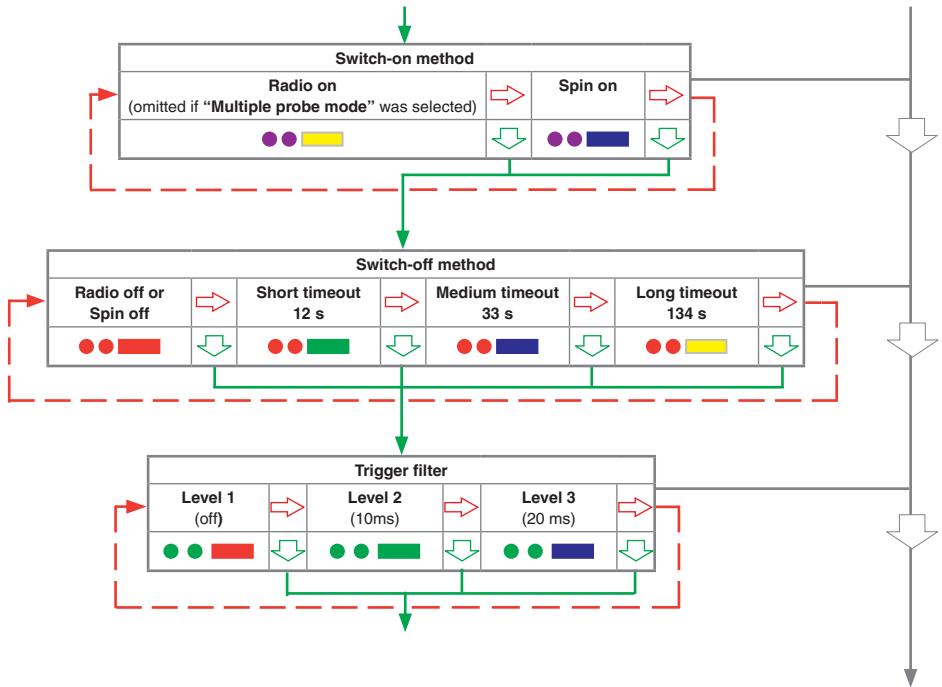 Switch-on method
Radio on
(omitted if “Multiple probe mode” was selected)
Spin on
Switch-off method
Radio off or
Spin off
Short timeout
12 s
Medium timeout
33 s
Long timeout
134 s
Trigger filter
Level 1
(off)
Level 2
(10ms)
Level 3
(20 ms)